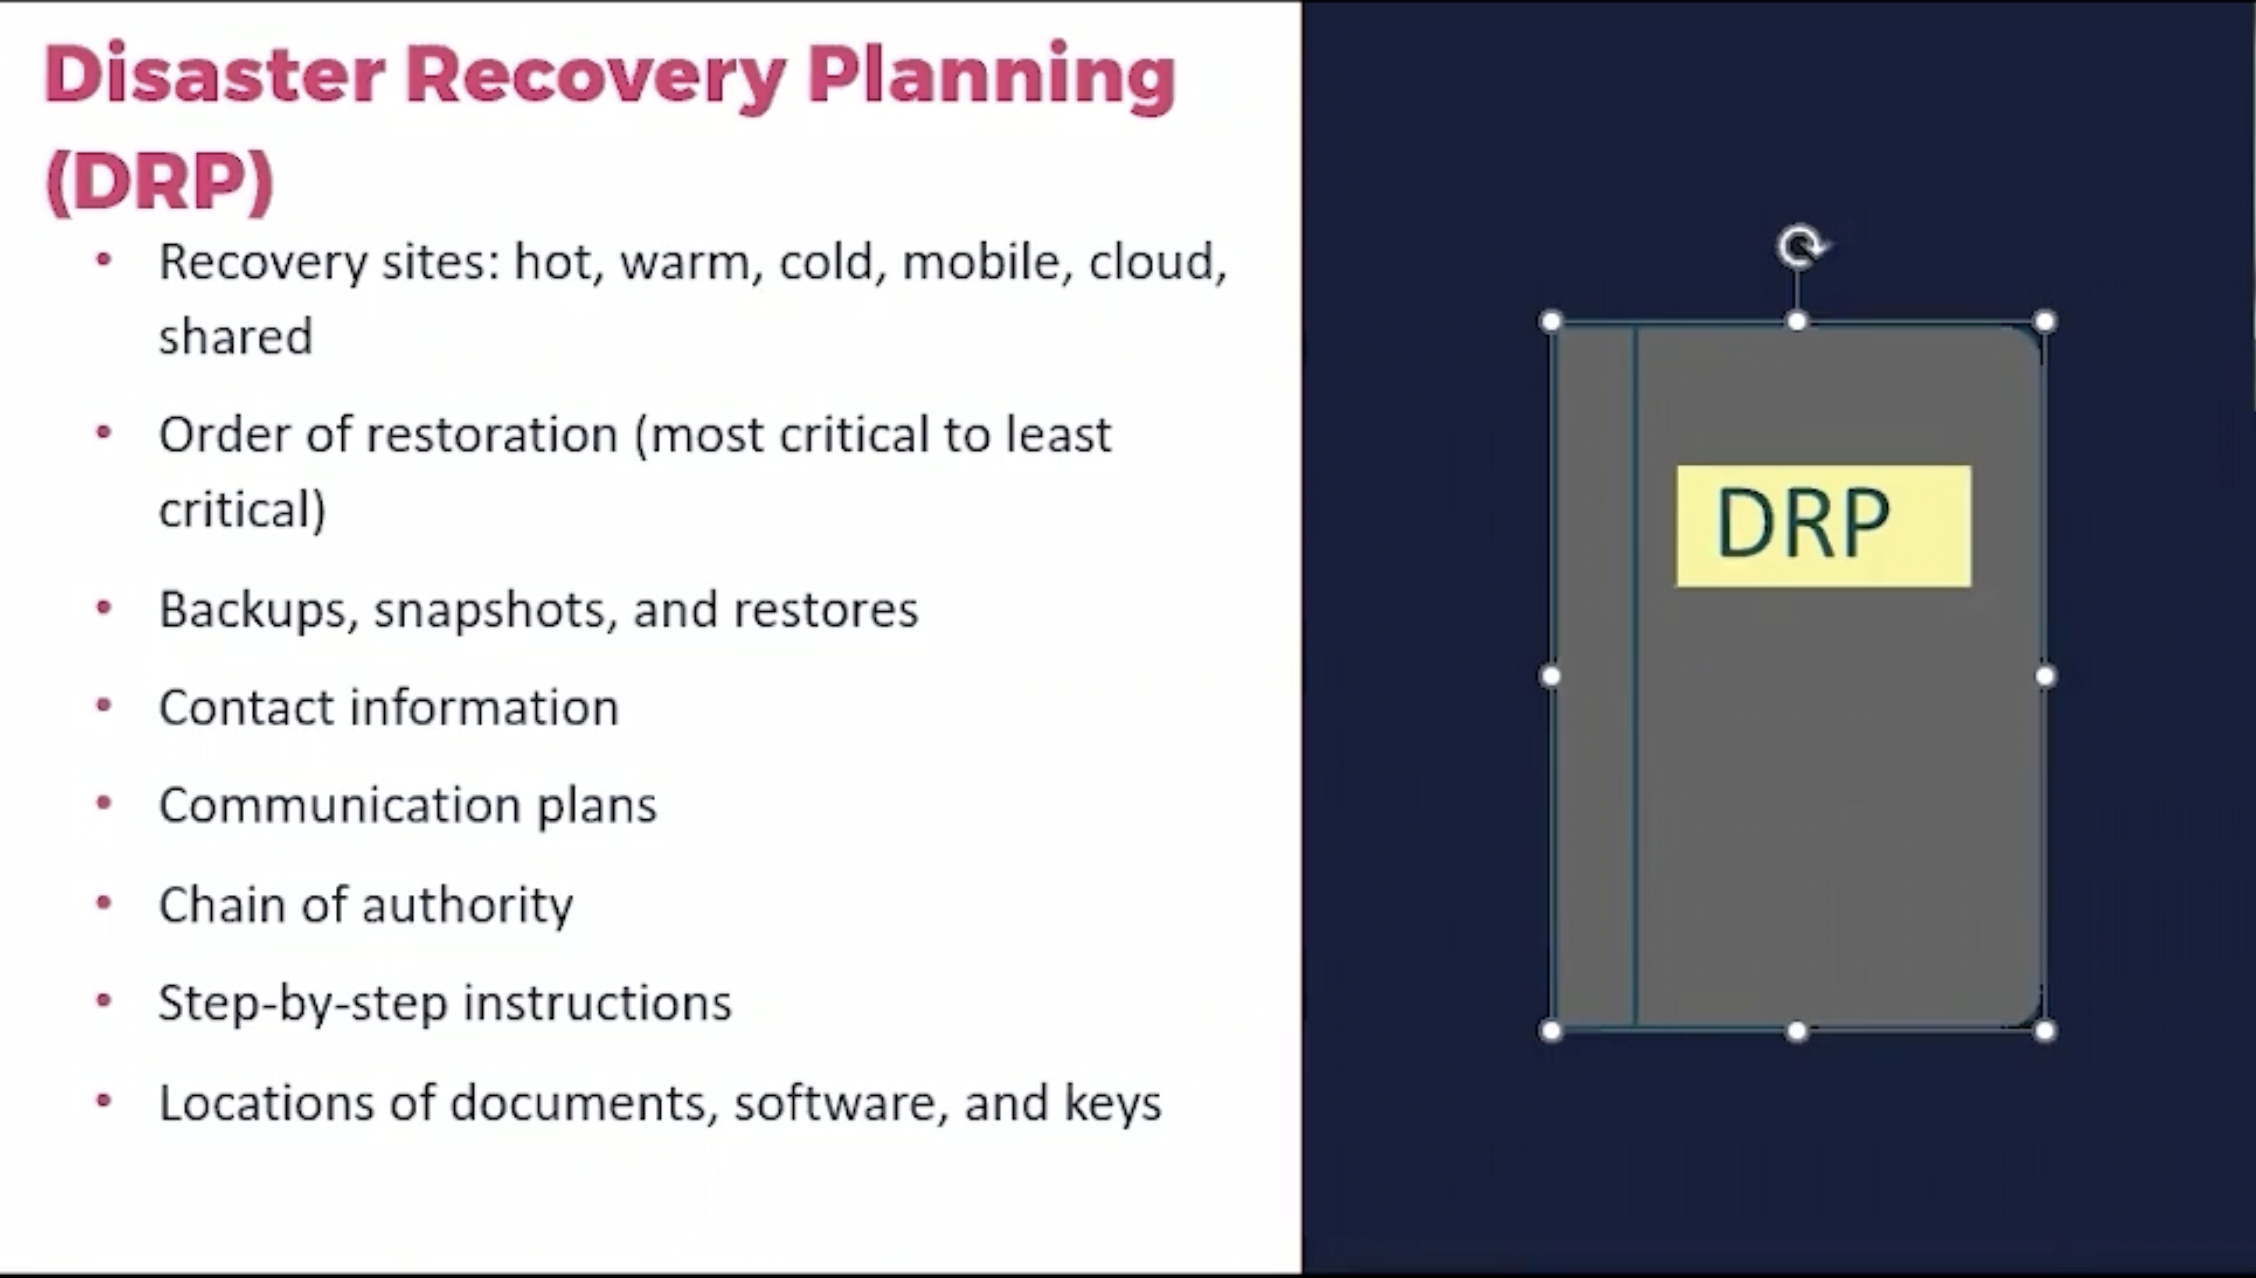 Disaster Recovery Planning
(DRP)
• Recovery sites: hot, warm, cold, mobile, cloud,
shared
• Order of restoration (most critical to least
critical)
• Backups, snapshots, and restores
• Contact information
• Communication plans
• Chain of authority
• Step-by-step instructions
• Locations of documents, software, and keys
DRP